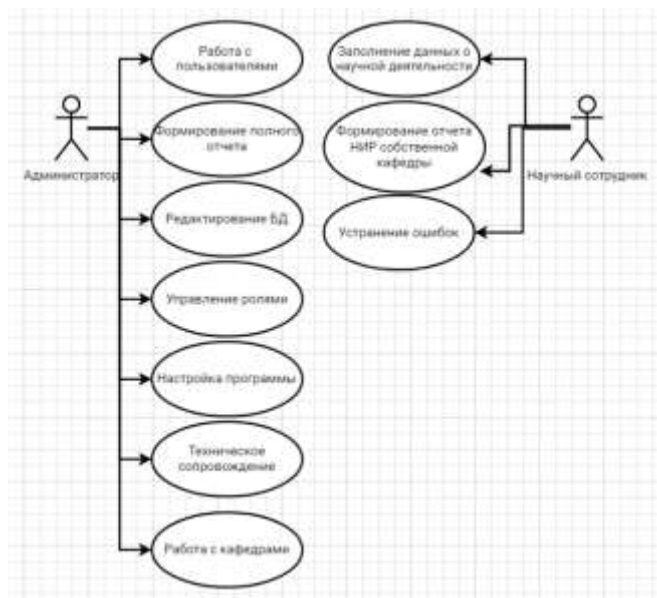 Работа с
пользователями
Заполнение данных о
научной деятельности
Администратор
Формирование полного
отчета
Формирование отчета
НИР собственной
кафедры
Научный сотрудник
Редактирование БД
Устранение ошибок
Управление ролями
Настройка программы
Техническое
сопровождение
Работа с кафедрами